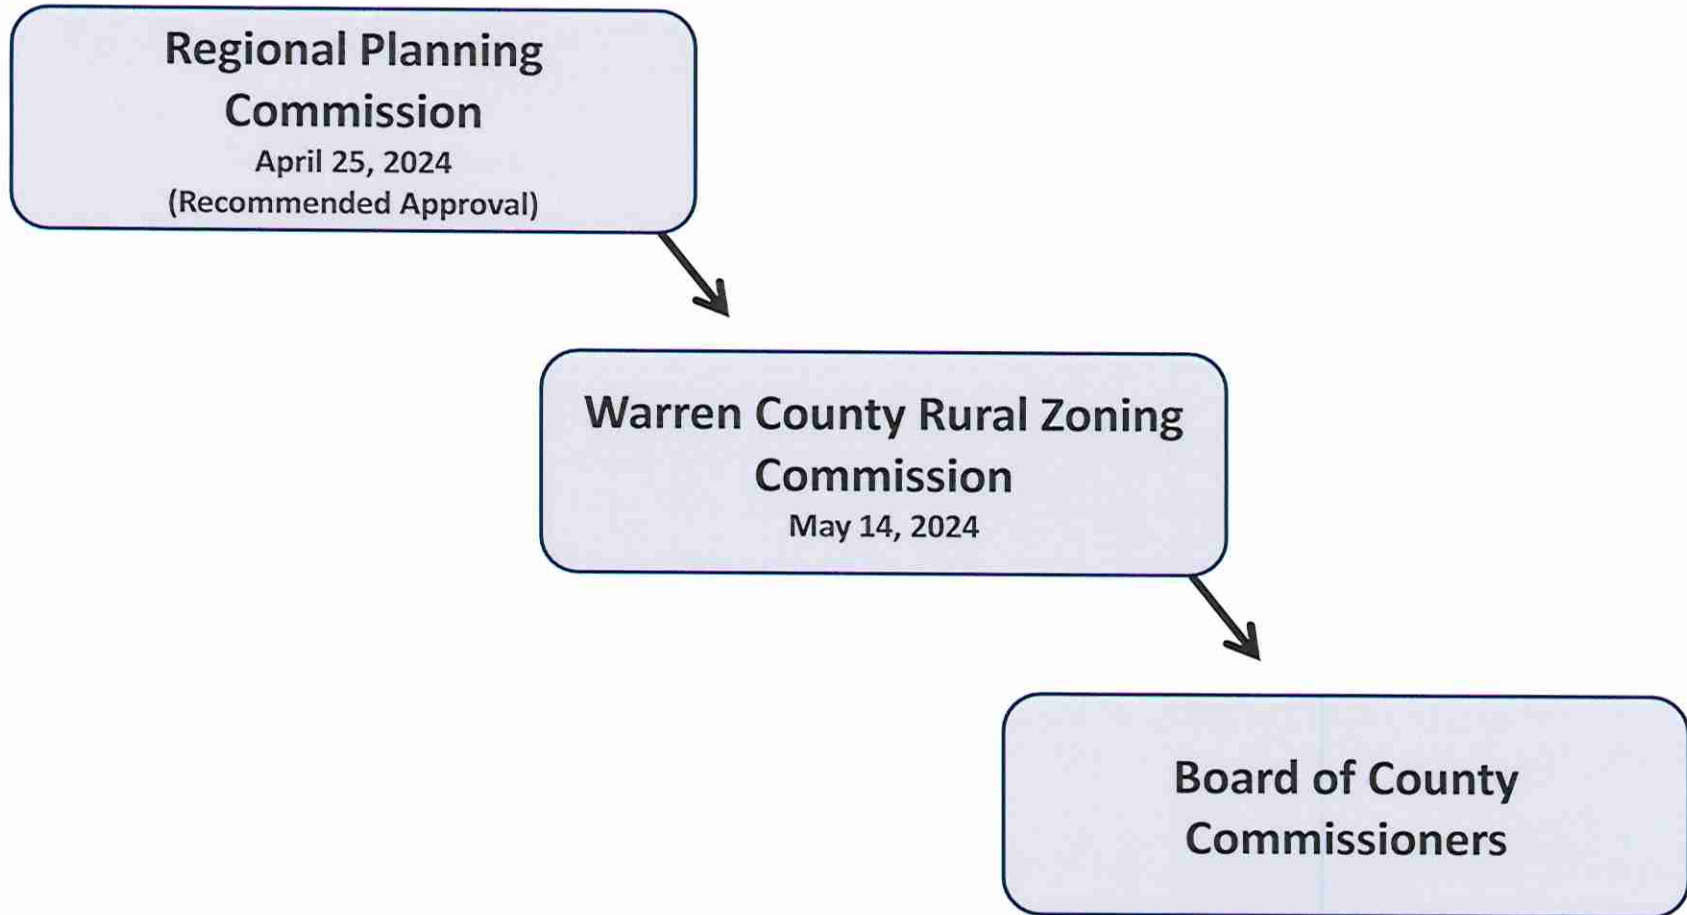 Regional Planning
Commission
April 25, 2024
(Recommended Approval)
Warren County Rural Zoning
Commission
May 14, 2024
Board of County
Commissioners